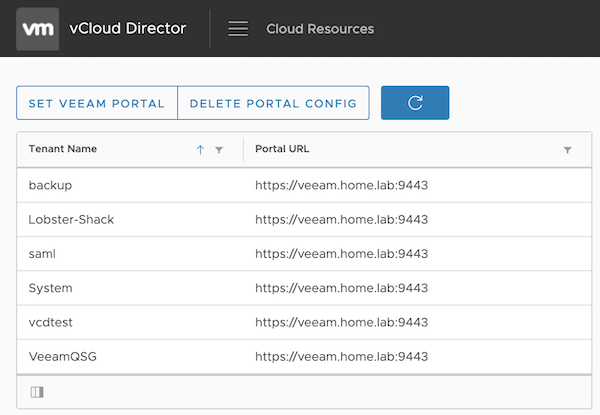 vm vCloud Director Cloud Resources
SET VEEAM PORTAL DELETE PORTAL CONFIG
Tenant Name Portal URL
backup https://veeam.home.lab:9443
Lobster-Shack https://veeam.home.lab:9443
saml https://veeam.home.lab:9443
System https://veeam.home.lab:9443
vcdtest https://veeam.home.lab:9443
VeeamQSG https://veeam.home.lab:9443